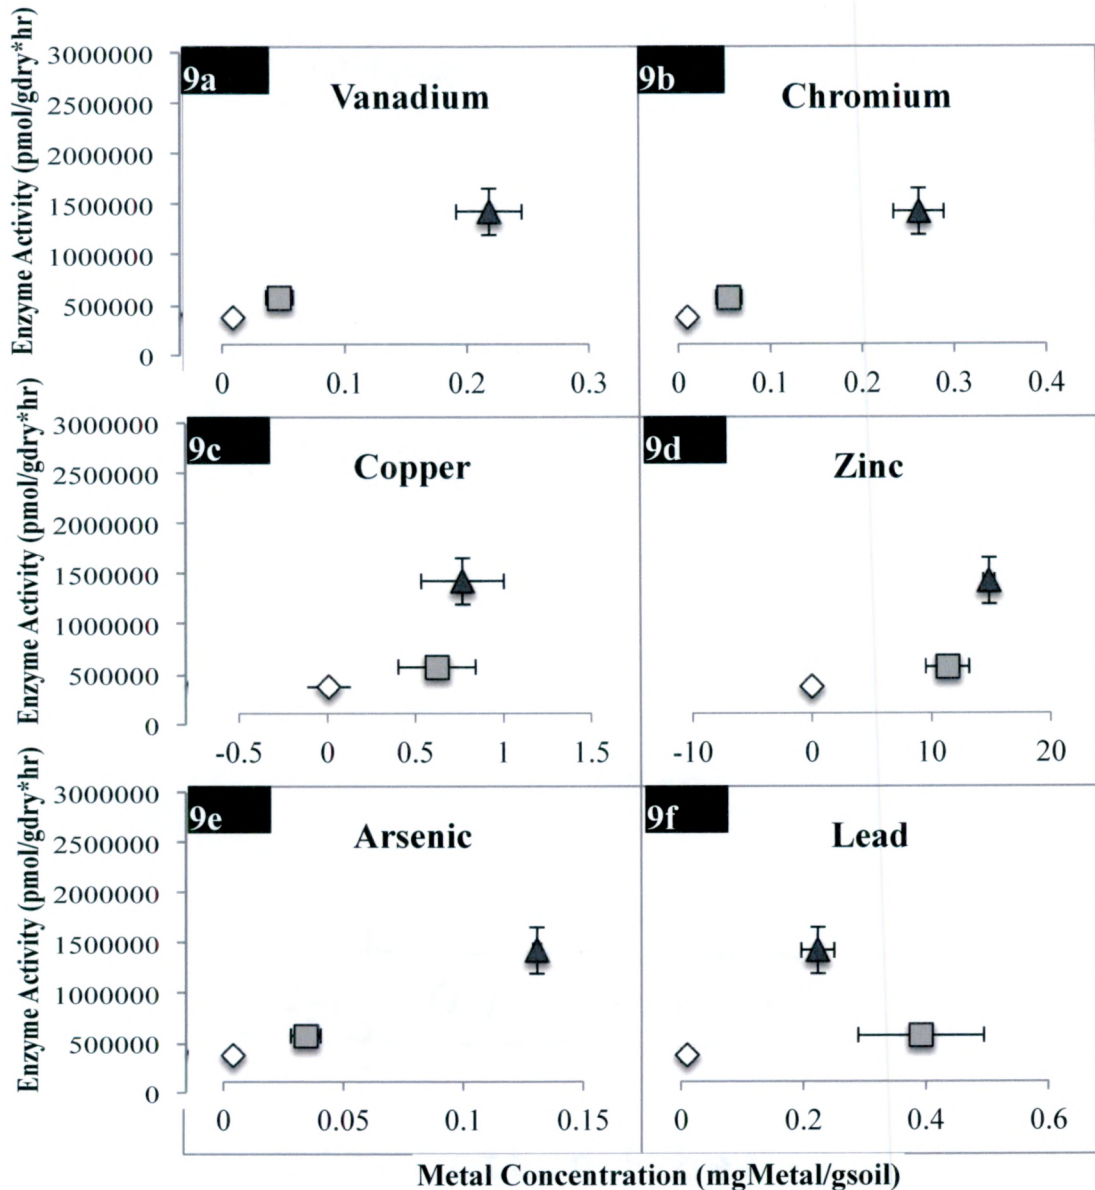 9a
Vanadium
9b
Chromium
Enzyme Activity (pmol/gdry*hr)
3000000
2500000
2000000
1500000
1000000
500000
0
0 0.1 0.2 0.3
0 0.1 0.2 0.3 0.4
9c
Copper
9d
Zinc
Enzyme Activity (pmol/gdry*hr)
3000000
2500000
2000000
1500000
1000000
500000
0
-0.5 0 0.5 1 1.5
-10 0 10 20
9e
Arsenic
9f
Lead
Enzyme Activity (pmol/gdry*hr)
3000000
2500000
2000000
1500000
1000000
500000
0
0 0.05 0.1 0.15
0 0.2 0.4 0.6
Metal Concentration (mgMetal/gsoil)